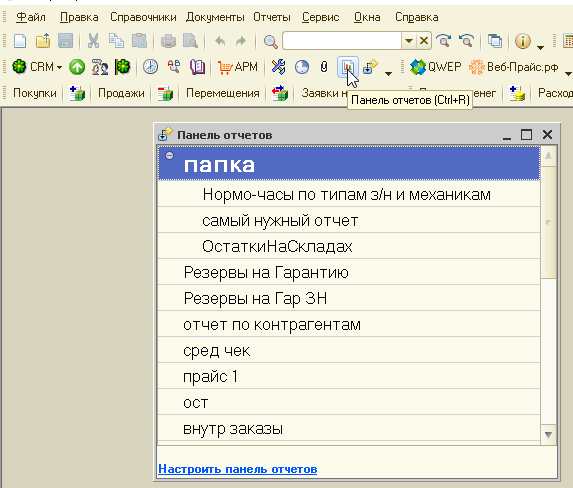 Файл Правка Справочники Документы Отчеты Сервис Окна Справка
CRM АРМ QWEP Веб-Прайс.рф
Покупки Продажи Перемещения Заявки енег Расход
Панель отчетов (Ctrl+R)
Панель отчетов
папка
Нормо-часы по типам з/н и механикам
самый нужный отчет
ОстаткиНаСкладах
Резервы на Гарантию
Резервы на Гар ЗН
отчет по контрагентам
сред чек
прайс 1
ост
внутр заказы
Настроить панель отчетов